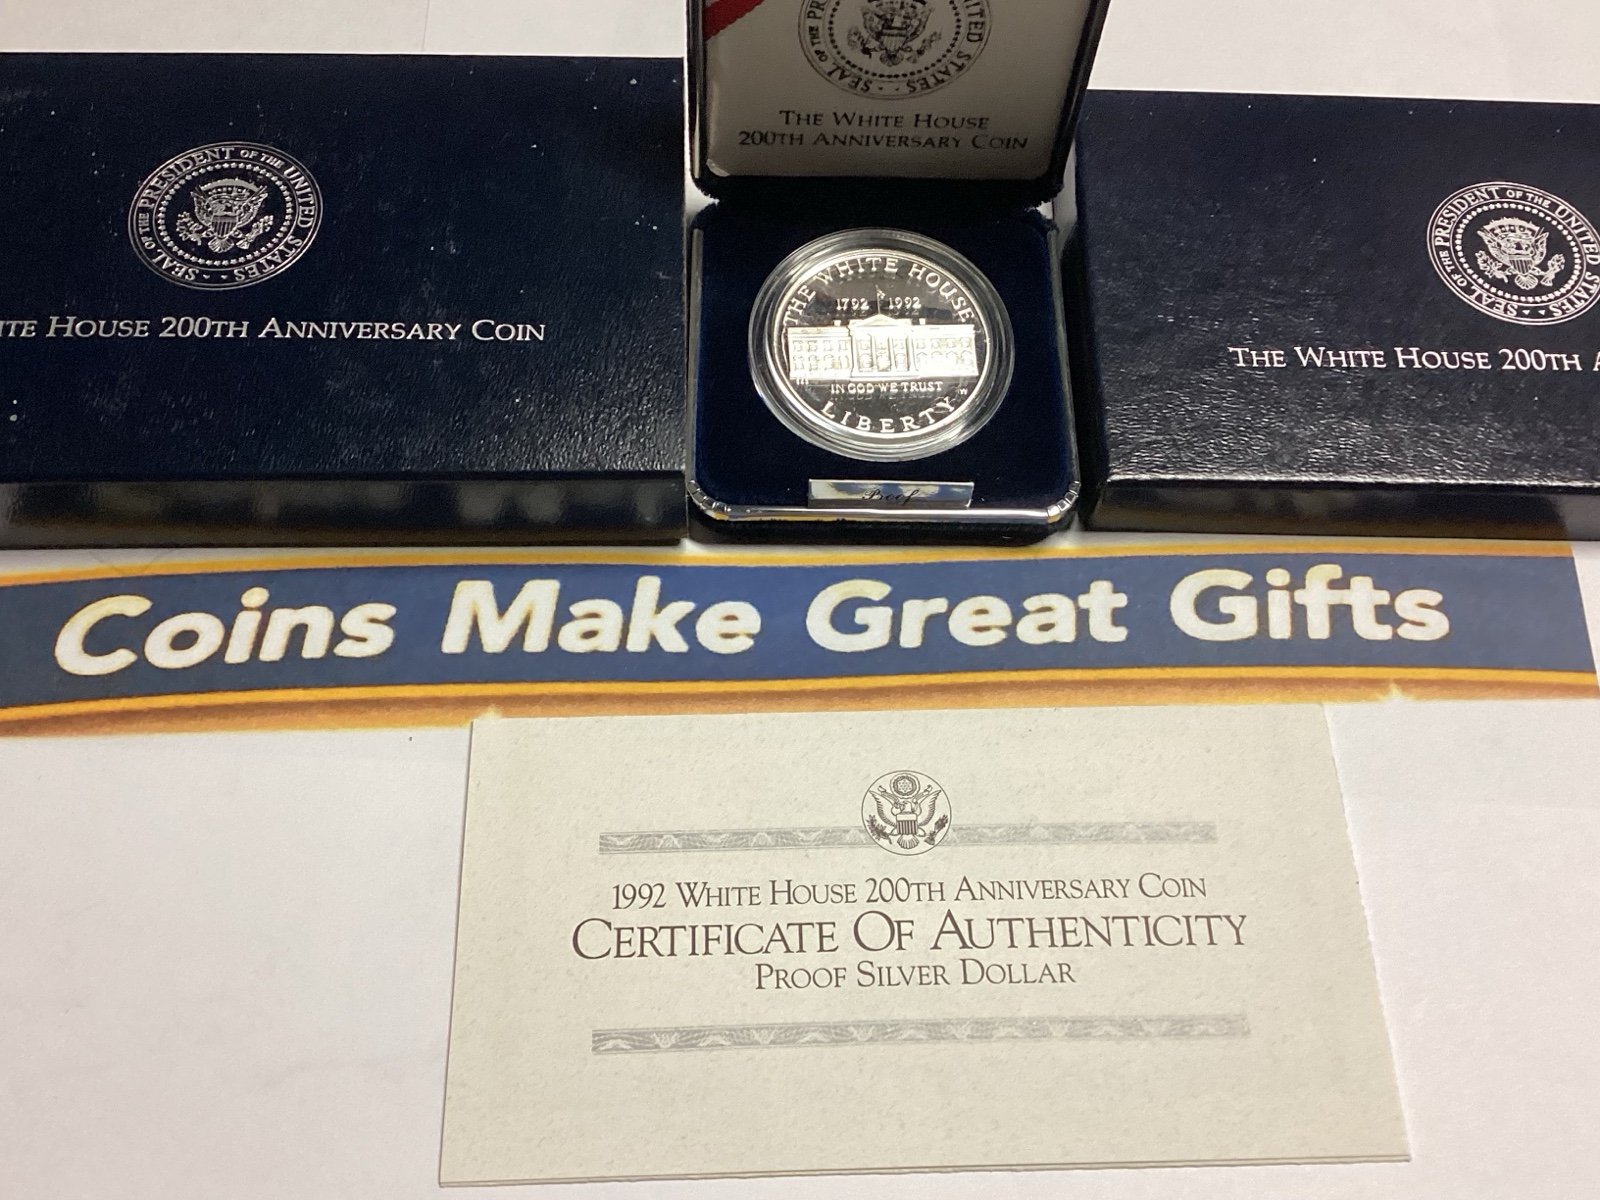 SEAL OF THE PRESIDENT OF THE UNITED STATES
THE WHITE HOUSE
200TH ANNIVERSARY COIN
SEAL OF THE PRESIDENT OF THE UNITED STATES
HOUSE 200TH ANNIVERSARY COIN
THE WHITE HOUSE
1792 1992
IN GOD WE TRUST
W
LIBERTY
Proof
SEAL OF THE PRESIDENT OF THE UNITED STATES
THE WHITE HOUSE 200TH
Coins Make Great Gifts
1992 WHITE HOUSE 200TH ANNIVERSARY COIN
CERTIFICATE OF AUTHENTICITY
PROOF SILVER DOLLAR